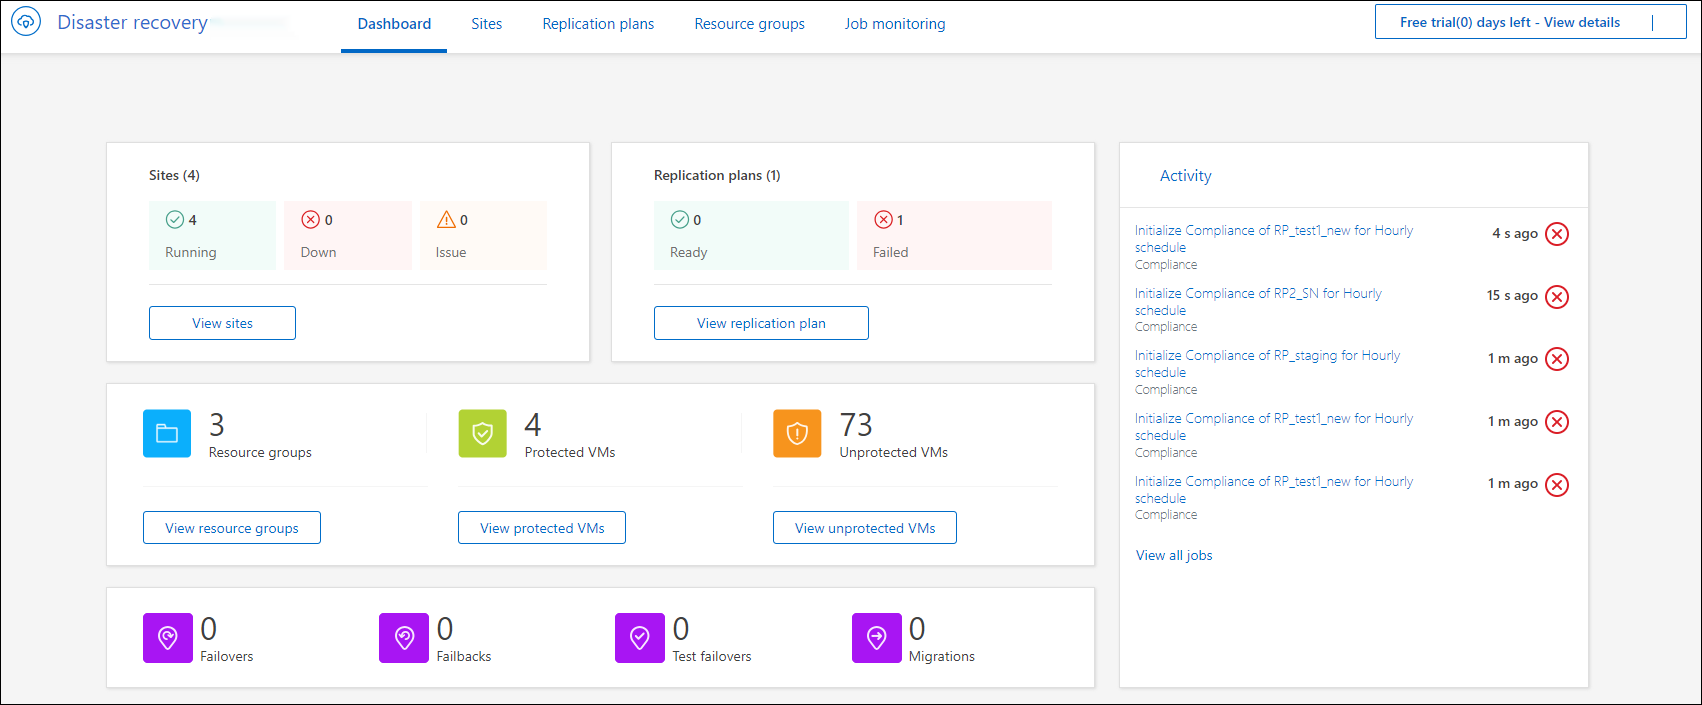 Disaster recovery
Dashboard
Sites
Replication plans
Resource groups
Job monitoring
Free trial(0) days left - View details
Sites (4)
4
Running
0
Down
0
Issue
View sites
Replication plans (1)
0
Ready
1
Failed
View replication plan
3
Resource groups
View resource groups
4
Protected VMs
View protected VMs
73
Unprotected VMs
View unprotected VMs
0
Failovers
0
Failbacks
0
Test failovers
0
Migrations
Activity
Initialize Compliance of RP_test1_new for Hourly
schedule
Compliance
4 s ago
Initialize Compliance of RP2_SN for Hourly
schedule
Compliance
15 s ago
Initialize Compliance of RP_staging for Hourly
schedule
Compliance
1 m ago
Initialize Compliance of RP_test1_new for Hourly
schedule
Compliance
1 m ago
Initialize Compliance of RP_test1_new for Hourly
schedule
Compliance
1 m ago
View all jobs